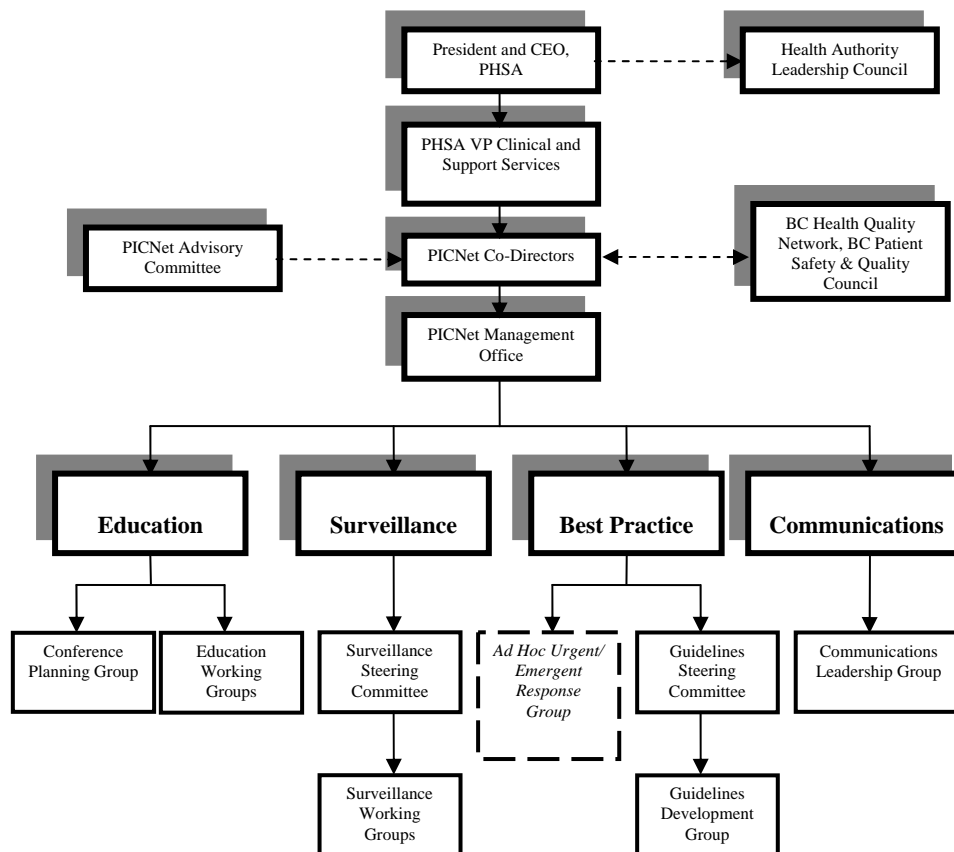 President and CEO,
PHSA
Health Authority
Leadership Council
PHSA VP Clinical and
Support Services
PICNet Advisory
Committee
PICNet Co-Directors
BC Health Quality
Network, BC Patient
Safety & Quality
Council
PICNet Management
Office
Education
Surveillance
Best Practice
Communications
Conference
Planning Group
Education
Working
Groups
Surveillance
Steering
Committee
Ad Hoc Urgent/
Emergent
Response
Group
Guidelines
Steering
Committee
Communications
Leadership Group
Surveillance
Working
Groups
Guidelines
Development
Group